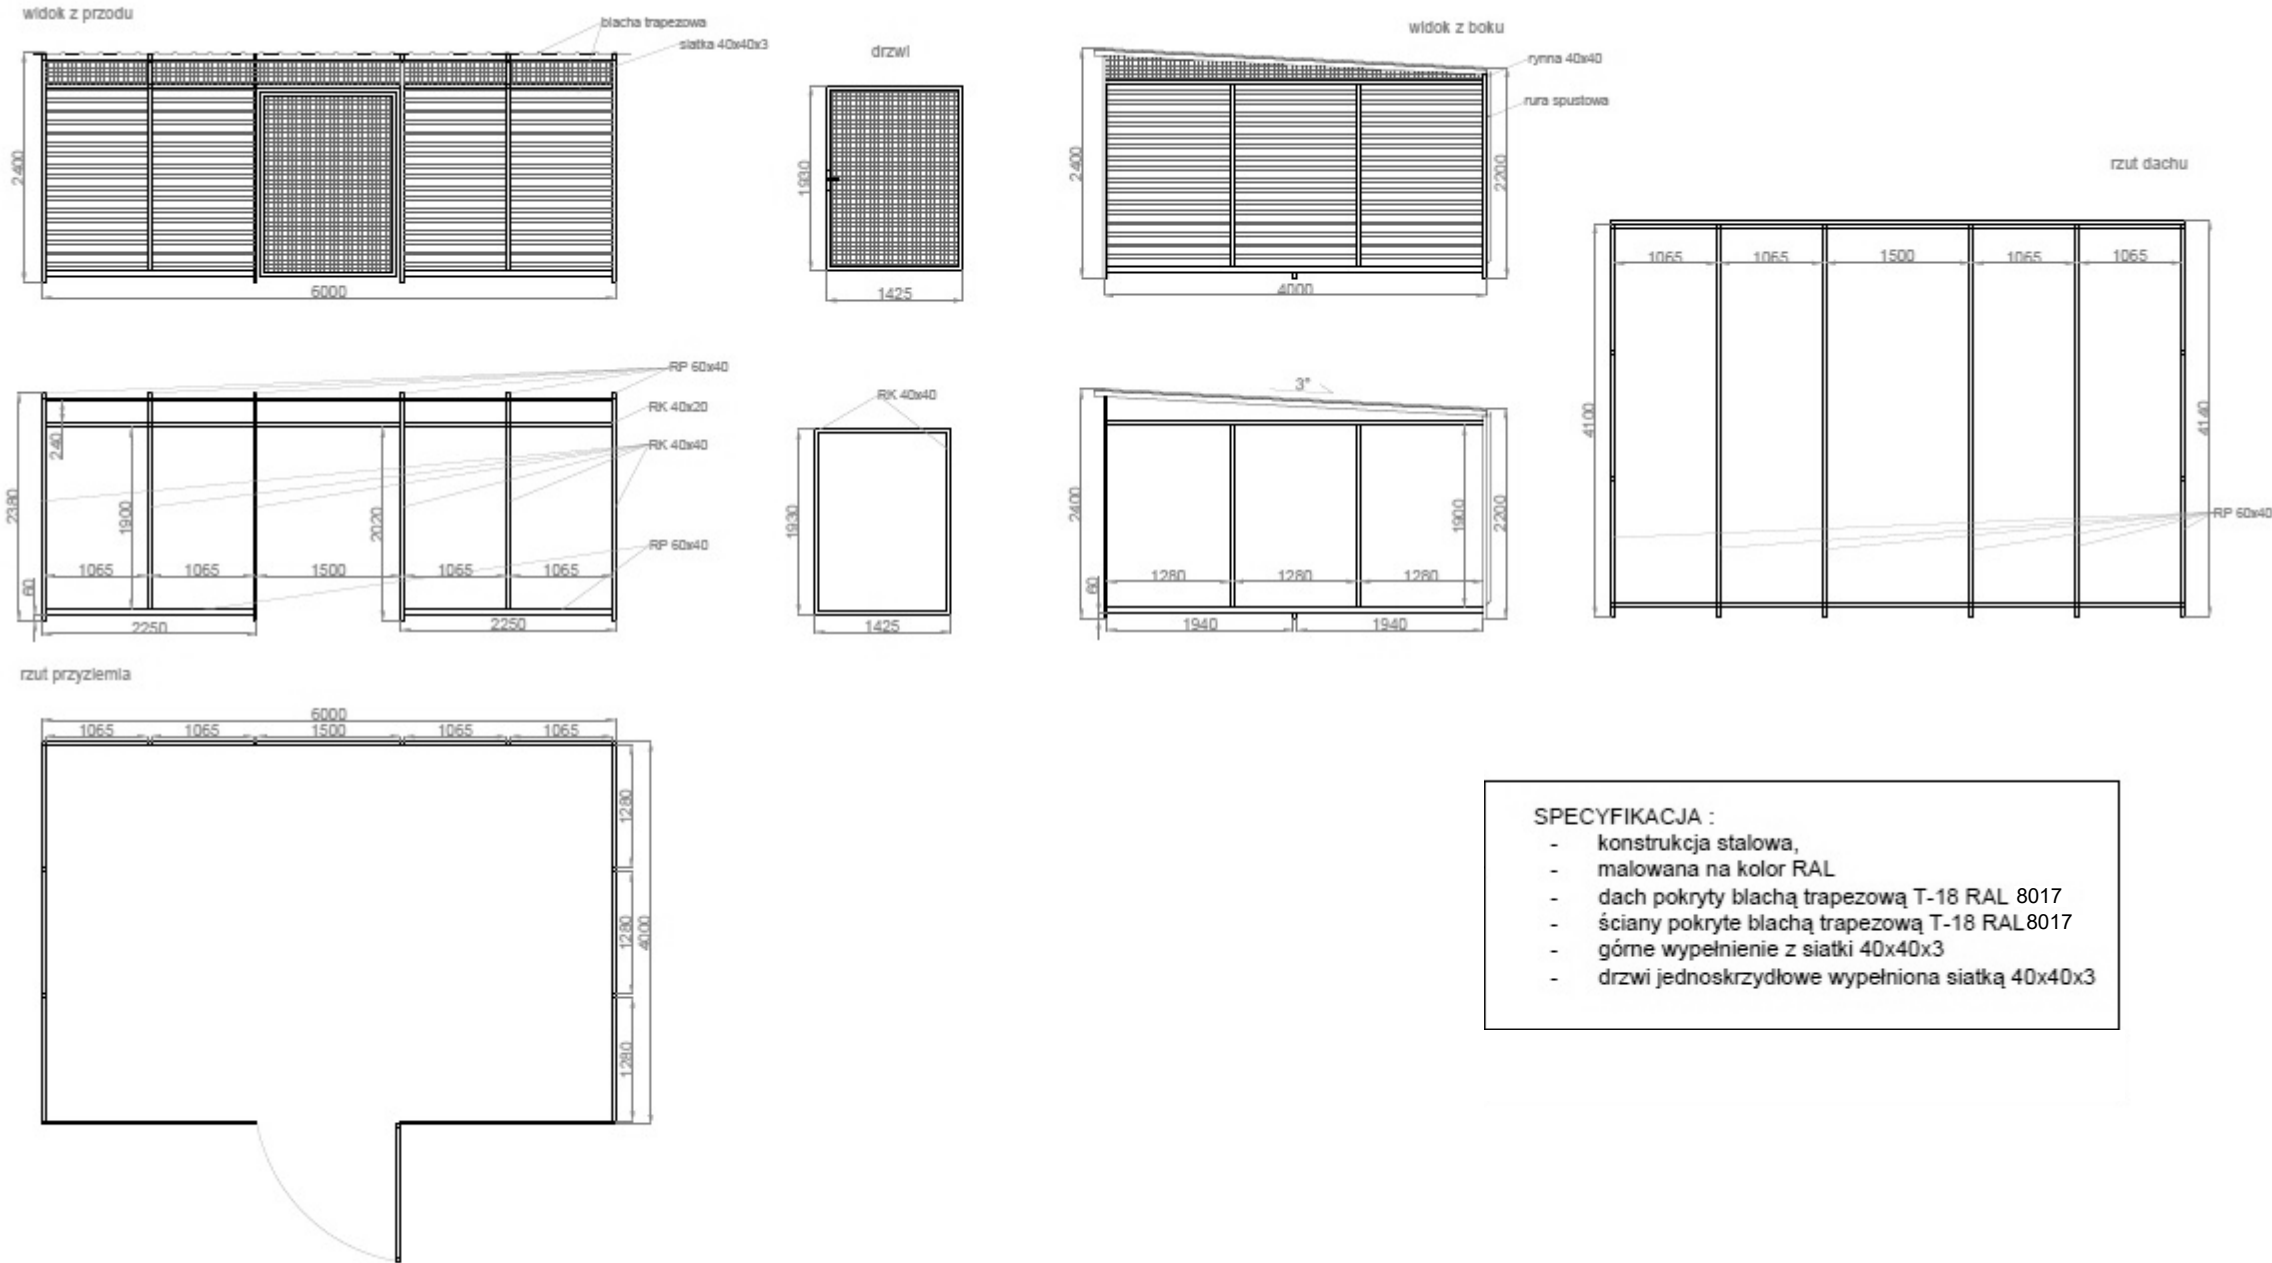 widok z przodu
blacha trapezowa
siatka 40x40x3
2400
6000
drzwi
1930
1425
widok z boku
rynna 40x40
rura spustowa
2400
2200
4000
rzut dachu
1065
1065
1500
1065
1065
4100
4140
RP 60x40
RP 60x40
RK 40x20
RK 40x40
RP 60x40
240
2380
1900
2020
60
1065
1065
1500
1065
1065
2250
2250
RK 40x40
1930
1425
3°
2400
1900
2200
60
1280
1280
1280
1940
1940
rzut przyziemia
6000
1065
1065
1500
1065
1065
1280
1280
1280
4000
SPECYFIKACJA :
- konstrukcja stalowa,
- malowana na kolor RAL
- dach pokryty blachą trapezową T-18 RAL 8017
- ściany pokryte blachą trapezową T-18 RAL 8017
- górne wypełnienie z siatki 40x40x3
- drzwi jednoskrzydłowe wypełniona siatką 40x40x3